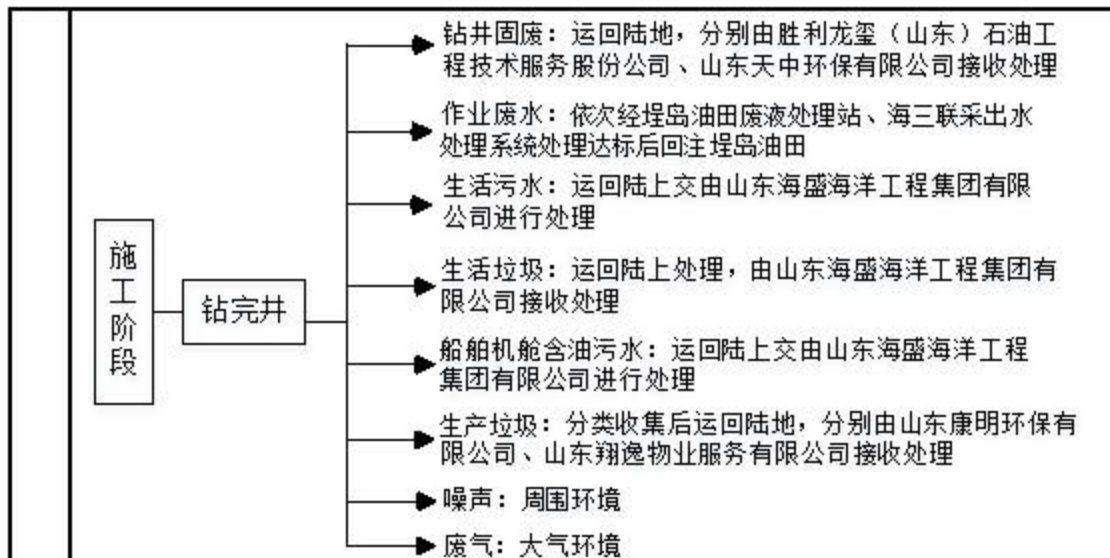 施工阶段
钻完井
钻井固废：运回陆地，分别由胜利龙玺（山东）石油工
程技术服务股份公司、山东天中环保有限公司接收处理
作业废水：依次经埕岛油田废液处理站、海三联采出水
处理系统处理达标后回注埕岛油田
生活污水：运回陆上交由山东海盛海洋工程集团有限
公司进行处理
生活垃圾：运回陆上处理，由山东海盛海洋工程集团有
限公司接收处理
船舶机舱含油污水：运回陆上交由山东海盛海洋工程
集团有限公司进行处理
生产垃圾：分类收集后运回陆地，分别由山东康明环保有
限公司、山东翔逸物业服务有限公司接收处理
噪声：周围环境
废气：大气环境